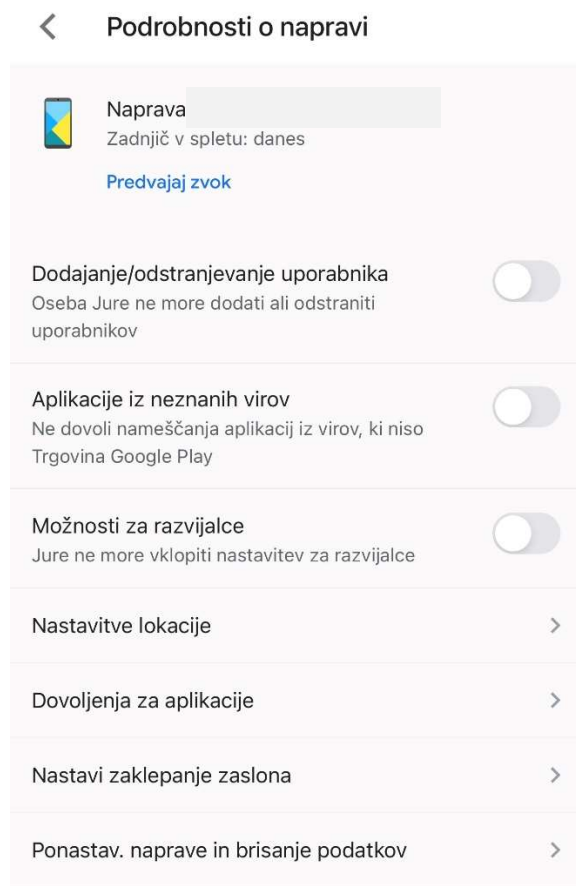 Podrobnosti o napravi
Naprava
Zadnjič v spletu: danes
Predvajaj zvok
Dodajanje/odstranjevanje uporabnika
Oseba Jure ne more dodati ali odstraniti
uporabnikov
Aplikacije iz neznanih virov
Ne dovoli nameščanja aplikacij iz virov, ki niso
Trgovina Google Play
Možnosti za razvijalce
Jure ne more vklopiti nastavitev za razvijalce
Nastavitve lokacije
Dovoljenja za aplikacije
Nastavi zaklepanje zaslona
Ponastav. naprave in brisanje podatkov